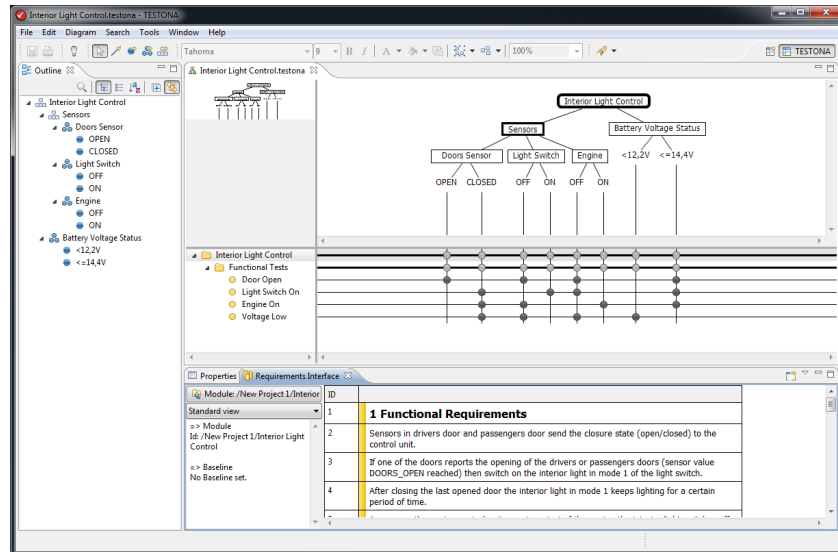 Interior Light Control.testona - TESTONA
File Edit Diagram Search Tools Window Help
Tahoma 9 B I A 100% TESTONA
Outline
Interior Light Control
Sensors
Doors Sensor
OPEN
CLOSED
Light Switch
OFF
ON
Engine
OFF
ON
Battery Voltage Status
<12,2V
<=14,4V
Interior Light Control.testona
Interior Light Control
Sensors Battery Voltage Status
Doors Sensor Light Switch Engine <12,2V <=14,4V
OPEN CLOSED OFF ON OFF ON
Interior Light Control
Functional Tests
Door Open
Light Switch On
Engine On
Voltage Low
Properties Requirements Interface
Module: /New Project 1/Interior
Standard view
=> Module
Id: /New Project 1/Interior Light
Control
=> Baseline
No Baseline set.
ID
1 1 Functional Requirements
2 Sensors in drivers door and passengers door send the closure state (open/closed) to the
control unit.
3 If one of the doors reports the opening of the drivers or passengers doors (sensor value
DOORS_OPEN reached) then switch on the interior light in mode 1 of the light switch.
4 After closing the last opened door the interior light in mode 1 keeps lighting for a certain
period of time.